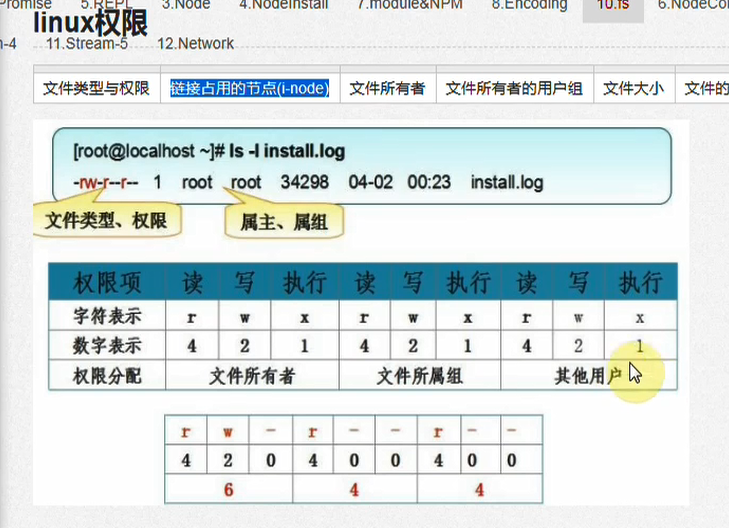 5.REPL 3.Node 4.NodeInstall 7.module&NPM 8.Encoding 10.fs
linux权限
11.Stream-5 12.Network
文件类型与权限 链接占用的节点(i-node) 文件所有者 文件所有者的用户组 文件大小
[root@localhost ~]# ls -l install.log
-rw-r--r-- 1 root root 34298 04-02 00:23 install.log
文件类型、权限 属主、属组
权限项 读 写 执行 读 写 执行 读 写 执行
字符表示 r w x r w x r w x
数字表示 4 2 1 4 2 1 4 2 1
权限分配 文件所有者 文件所属组 其他用户
r w - r - - r - -
4 2 0 4 0 0 4 0 0
6 4 4